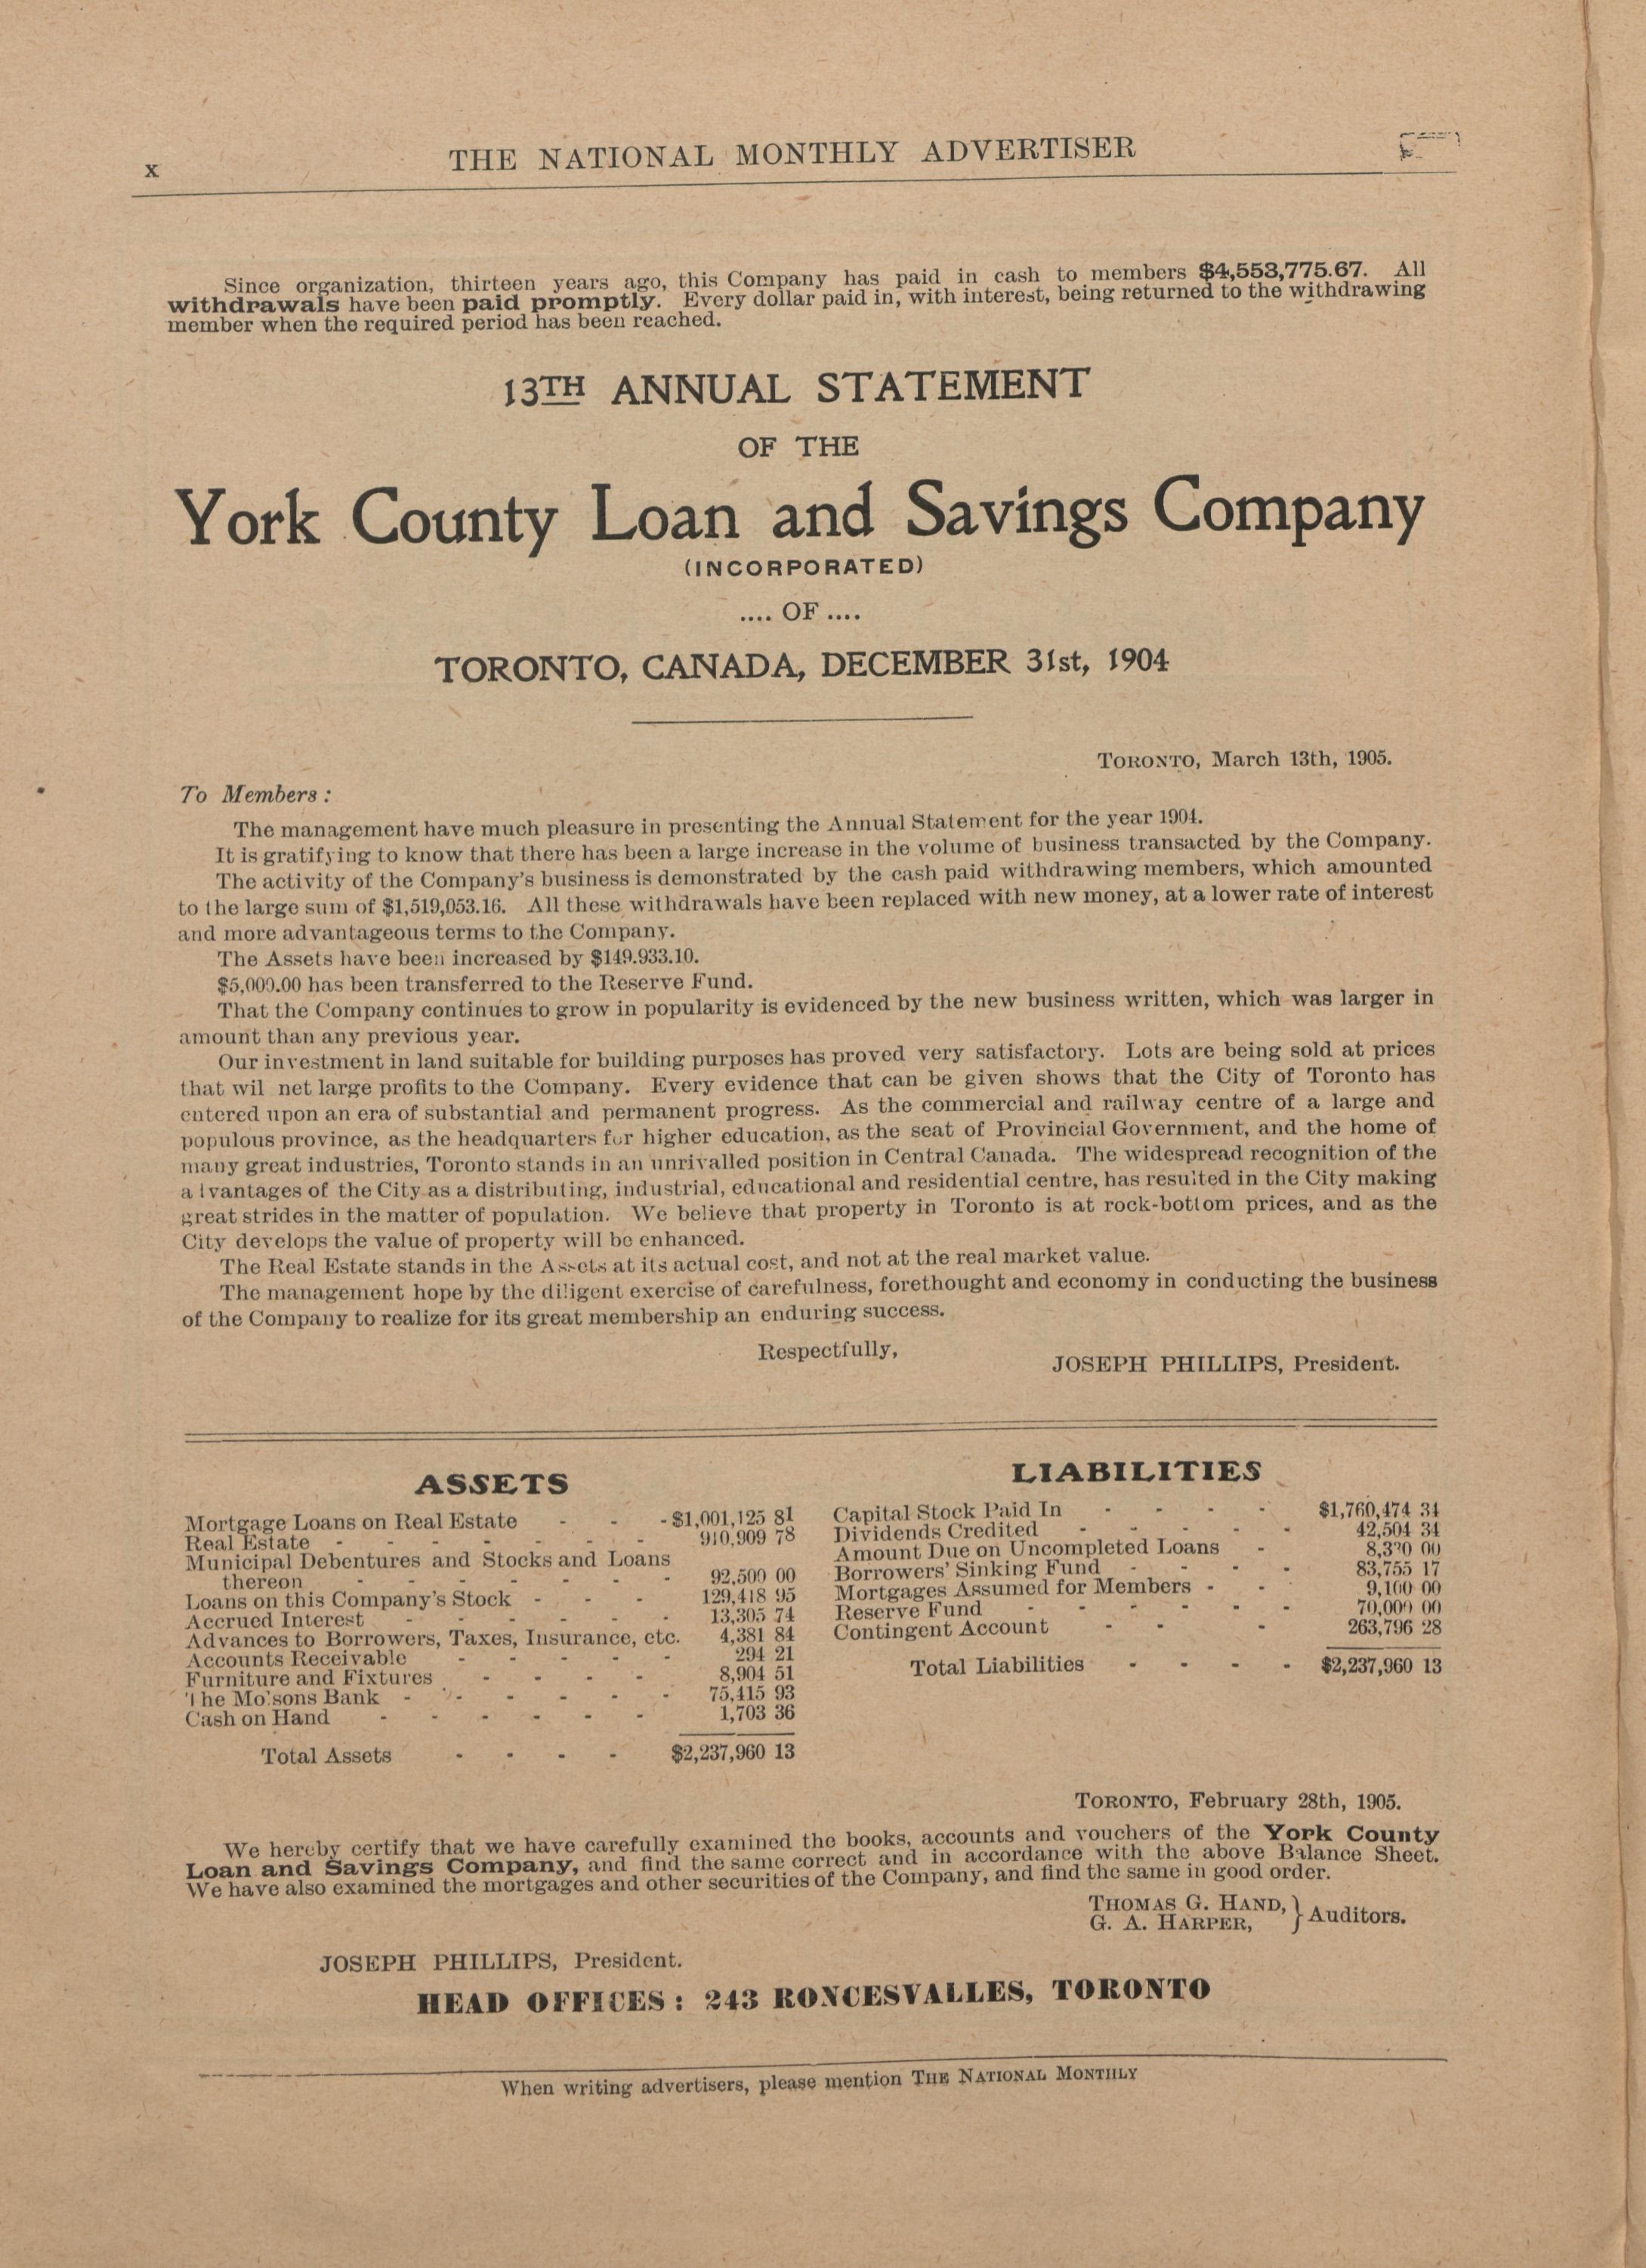 x
THE NATIONAL MONTHLY ADVERTISER
Since organization, thirteen years ago, this Company has paid in cash to members $4,553,775.67. All
withdrawals have been paid promptly. Every dollar paid in, with interest, being returned to the withdrawing
member when the required period has been reached.
13TH ANNUAL STATEMENT
OF THE
York County Loan and Savings Company
(INCORPORATED)
.... OF ....
TORONTO, CANADA, DECEMBER 31st, 1904
TORONTO, March 13th, 1905.
To Members :
The management have much pleasure in presenting the Annual Statement for the year 1904.
It is gratifying to know that there has been a large increase in the volume of business transacted by the Company.
The activity of the Company's business is demonstrated by the cash paid withdrawing members, which amounted
to the large sum of $1,519,053.16. All these withdrawals have been replaced with new money, at a lower rate of interest
and more advantageous terms to the Company.
The Assets have been increased by $149.933.10.
$5,000.00 has been transferred to the Reserve Fund.
That the Company continues to grow in popularity is evidenced by the new business written, which was larger in
amount than any previous year.
Our investment in land suitable for building purposes has proved very satisfactory. Lots are being sold at prices
that wil net large profits to the Company. Every evidence that can be given shows that the City of Toronto has
entered upon an era of substantial and permanent progress. As the commercial and railway centre of a large and
populous province, as the headquarters for higher education, as the seat of Provincial Government, and the home of
many great industries, Toronto stands in an unrivalled position in Central Canada. The widespread recognition of the
advantages of the City as a distributing, industrial, educational and residential centre, has resulted in the City making
great strides in the matter of population. We believe that property in Toronto is at rock-bottom prices, and as the
City develops the value of property will be enhanced.
The Real Estate stands in the Assets at its actual cost, and not at the real market value.
The management hope by the diligent exercise of carefulness, forethought and economy in conducting the business
of the Company to realize for its great membership an enduring success.
Respectfully,
JOSEPH PHILLIPS, President.
ASSETS
Mortgage Loans on Real Estate - - - $1,001,125 81
Real Estate - - - - - - - 910,909 78
Municipal Debentures and Stocks and Loans
thereon - - - - - - - 92,500 00
Loans on this Company's Stock - - - 129,418 95
Accrued Interest - - - - - - 13,305 74
Advances to Borrowers, Taxes, Insurance, etc. 4,381 84
Accounts Receivable - - - - - 294 21
Furniture and Fixtures - - - - 8,904 51
The Molsons Bank - - - - - - 75,415 93
Cash on Hand - - - - - - 1,703 36
Total Assets - - - - $2,237,960 13
LIABILITIES
Capital Stock Paid In - - - - $1,760,474 34
Dividends Credited - - - - - 42,504 34
Amount Due on Uncompleted Loans - 8,330 00
Borrowers' Sinking Fund - - - - 83,755 17
Mortgages Assumed for Members - - 9,100 00
Reserve Fund - - - - - - 70,000 00
Contingent Account - - - 263,796 28
Total Liabilities - - - - $2,237,960 13
TORONTO, February 28th, 1905.
We hereby certify that we have carefully examined the books, accounts and vouchers of the York County
Loan and Savings Company, and find the same correct and in accordance with the above Balance Sheet.
We have also examined the mortgages and other securities of the Company, and find the same in good order.
THOMAS G. HAND, } Auditors.
G. A. HARPER,
JOSEPH PHILLIPS, President.
HEAD OFFICES : 243 RONCESVALLES, TORONTO
When writing advertisers, please mention THE NATIONAL MONTHLY